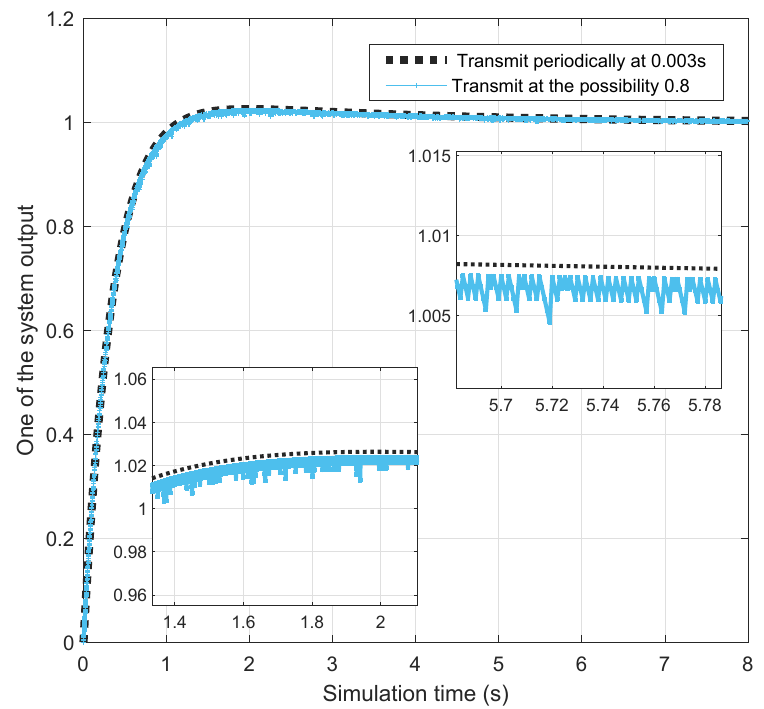 1.2
Transmit periodically at 0.003s
Transmit at the possibility 0.8
1
0.8
0.6
0.4
0.2
0
One of the system output
1.015
1.01
1.005
5.7 5.72 5.74 5.76 5.78
1.06
1.04
1.02
1
0.98
0.96
1.4 1.6 1.8 2
0 1 2 3 4 5 6 7 8
Simulation time (s)